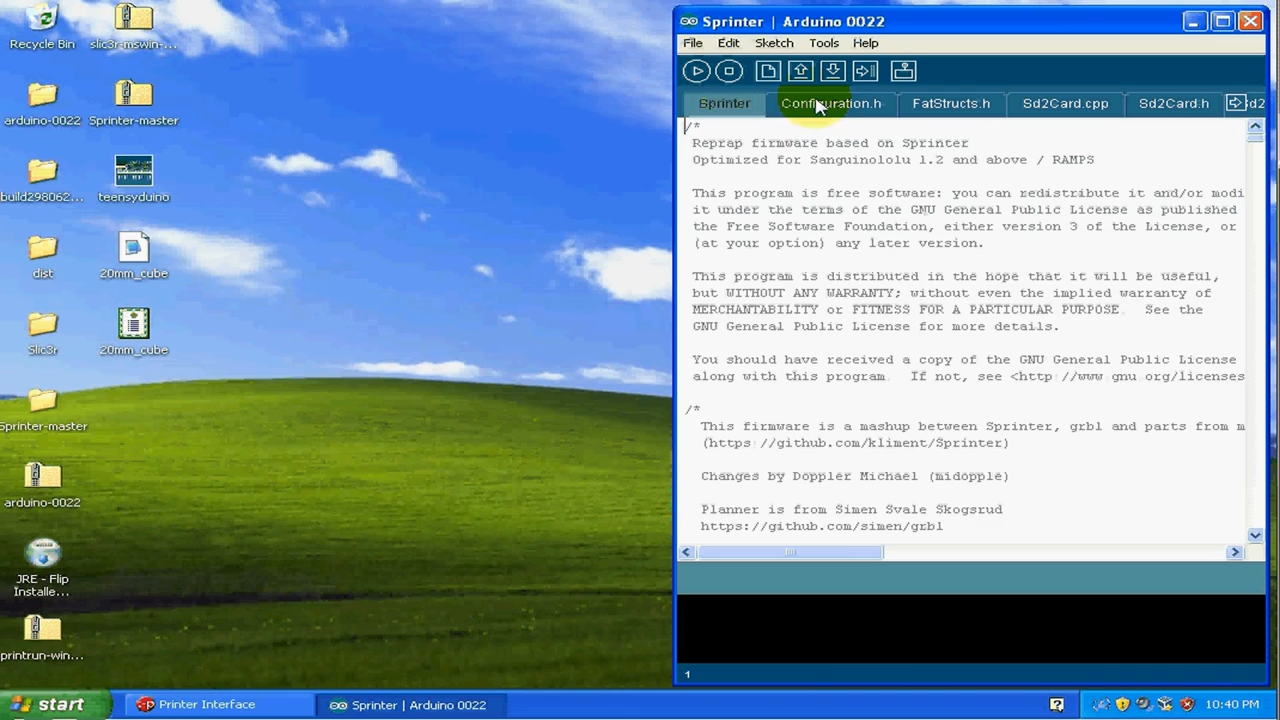 Recycle Bin
slic3r-mswin-...
arduino-0022
Sprinter-master
build298062...
teensyduino
dist
20mm_cube
Slic3r
20mm_cube
Sprinter-master
arduino-0022
JRE - Flip
Installe...
printrun-win...
Sprinter | Arduino 0022
File Edit Sketch Tools Help
Sprinter Configuration.h FatStructs.h Sd2Card.cpp Sd2Card.h
/*
Reprap firmware based on Sprinter
Optimized for Sanguinololu 1.2 and above / RAMPS
This program is free software: you can redistribute it and/or modi
it under the terms of the GNU General Public License as published
the Free Software Foundation, either version 3 of the License, or
(at your option) any later version.
This program is distributed in the hope that it will be useful,
but WITHOUT ANY WARRANTY; without even the implied warranty of
MERCHANTABILITY or FITNESS FOR A PARTICULAR PURPOSE.  See the
GNU General Public License for more details.
You should have received a copy of the GNU General Public License
along with this program.  If not, see <http://www.gnu.org/licenses
/*
This firmware is a mashup between Sprinter, grbl and parts from m
(https://github.com/kliment/Sprinter)
Changes by Doppler Michael (midopple)
Planner is from Simen Svale Skogsrud
https://github.com/simen/grbl
1
start Printer Interface Sprinter | Arduino 0022 10:40 PM